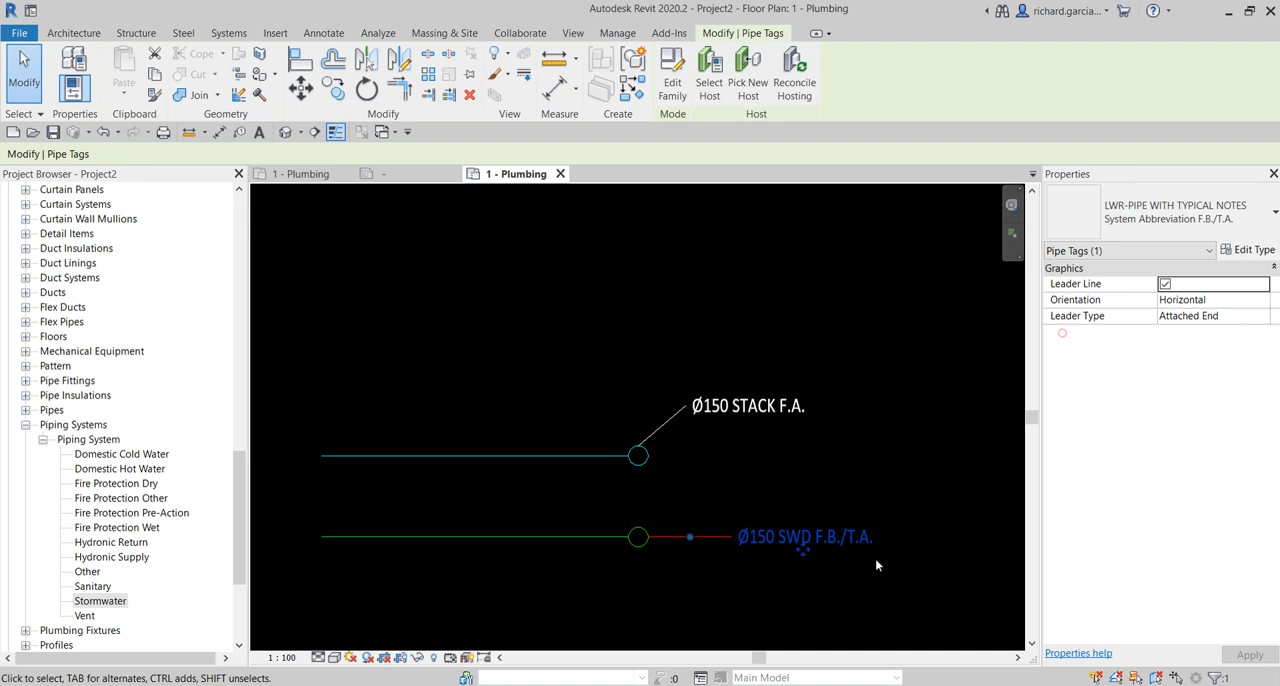 Autodesk Revit 2020.2 - Project2 - Floor Plan: 1 - Plumbing
richard.garcia...
File Architecture Structure Steel Systems Insert Annotate Analyze Massing & Site Collaborate View Manage Add-Ins Modify | Pipe Tags
Modify Paste Cope Cut Join Edit Family Select Host Pick New Host Reconcile Hosting
Select Properties Clipboard Geometry Modify View Measure Create Mode Host
Modify | Pipe Tags
Project Browser - Project2
1 - Plumbing
-
1 - Plumbing
Properties
Curtain Panels
Curtain Systems
Curtain Wall Mullions
Detail Items
Duct Insulations
Duct Linings
Duct Systems
Ducts
Flex Ducts
Flex Pipes
Floors
Mechanical Equipment
Pattern
Pipe Fittings
Pipe Insulations
Pipes
Piping Systems
Piping System
Domestic Cold Water
Domestic Hot Water
Fire Protection Dry
Fire Protection Other
Fire Protection Pre-Action
Fire Protection Wet
Hydronic Return
Hydronic Supply
Other
Sanitary
Stormwater
Vent
Plumbing Fixtures
Profiles
Ø150 STACK F.A.
Ø150 SWD F.B./T.A.
LWR-PIPE WITH TYPICAL NOTES
System Abbreviation F.B./T.A.
Pipe Tags (1) Edit Type
Graphics
Leader Line
Orientation Horizontal
Leader Type Attached End
Properties help Apply
1 : 100
Click to select, TAB for alternates, CTRL adds, SHIFT unselects.
:0
Main Model
:1